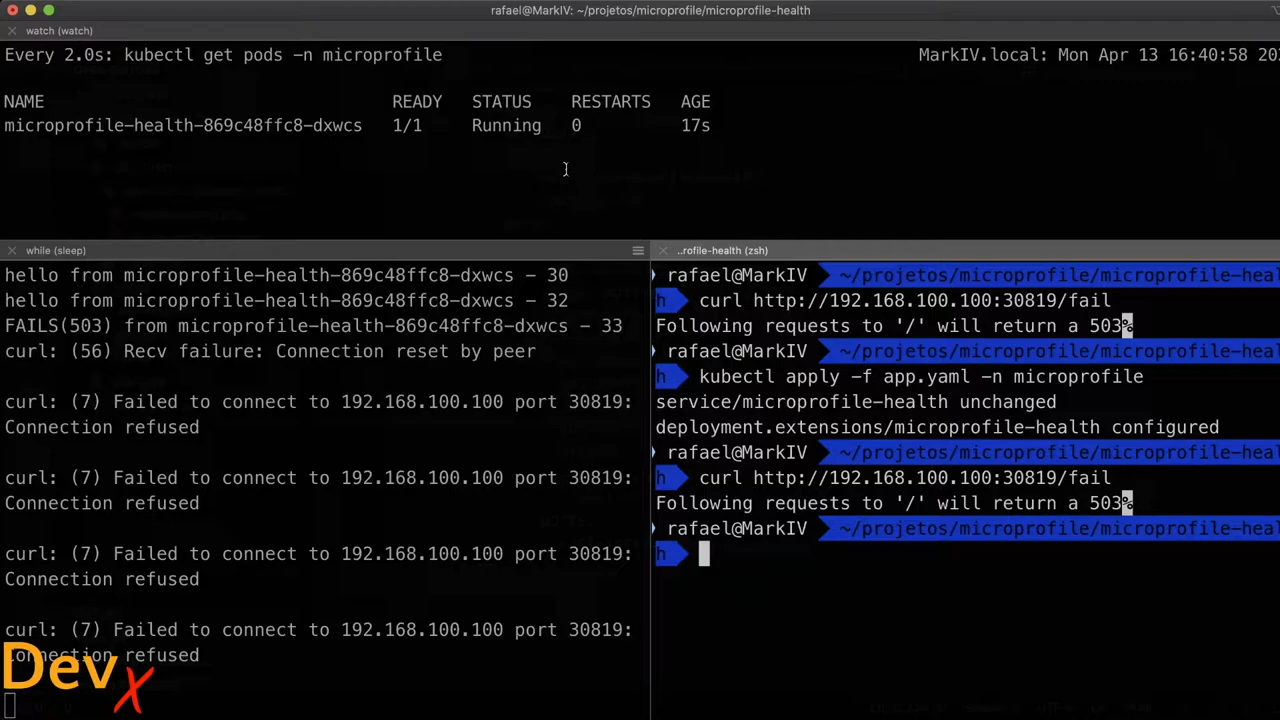 rafael@MarkIV: ~/projetos/microprofile/microprofile-health
watch (watch)
Every 2.0s: kubectl get pods -n microprofile MarkIV.local: Mon Apr 13 16:40:58 20
NAME READY STATUS RESTARTS AGE
microprofile-health-869c48ffc8-dxwcs 1/1 Running 0 17s
while (sleep)
hello from microprofile-health-869c48ffc8-dxwcs - 30
hello from microprofile-health-869c48ffc8-dxwcs - 32
FAILS(503) from microprofile-health-869c48ffc8-dxwcs - 33
curl: (56) Recv failure: Connection reset by peer
curl: (7) Failed to connect to 192.168.100.100 port 30819:
Connection refused
curl: (7) Failed to connect to 192.168.100.100 port 30819:
Connection refused
curl: (7) Failed to connect to 192.168.100.100 port 30819:
Connection refused
curl: (7) Failed to connect to 192.168.100.100 port 30819:
Connection refused
DevX
..rofile-health (zsh)
rafael@MarkIV ~/projetos/microprofile/microprofile-heal
h curl http://192.168.100.100:30819/fail
Following requests to '/' will return a 503%
rafael@MarkIV ~/projetos/microprofile/microprofile-heal
h kubectl apply -f app.yaml -n microprofile
service/microprofile-health unchanged
deployment.extensions/microprofile-health configured
rafael@MarkIV ~/projetos/microprofile/microprofile-heal
h curl http://192.168.100.100:30819/fail
Following requests to '/' will return a 503%
rafael@MarkIV ~/projetos/microprofile/microprofile-heal
h